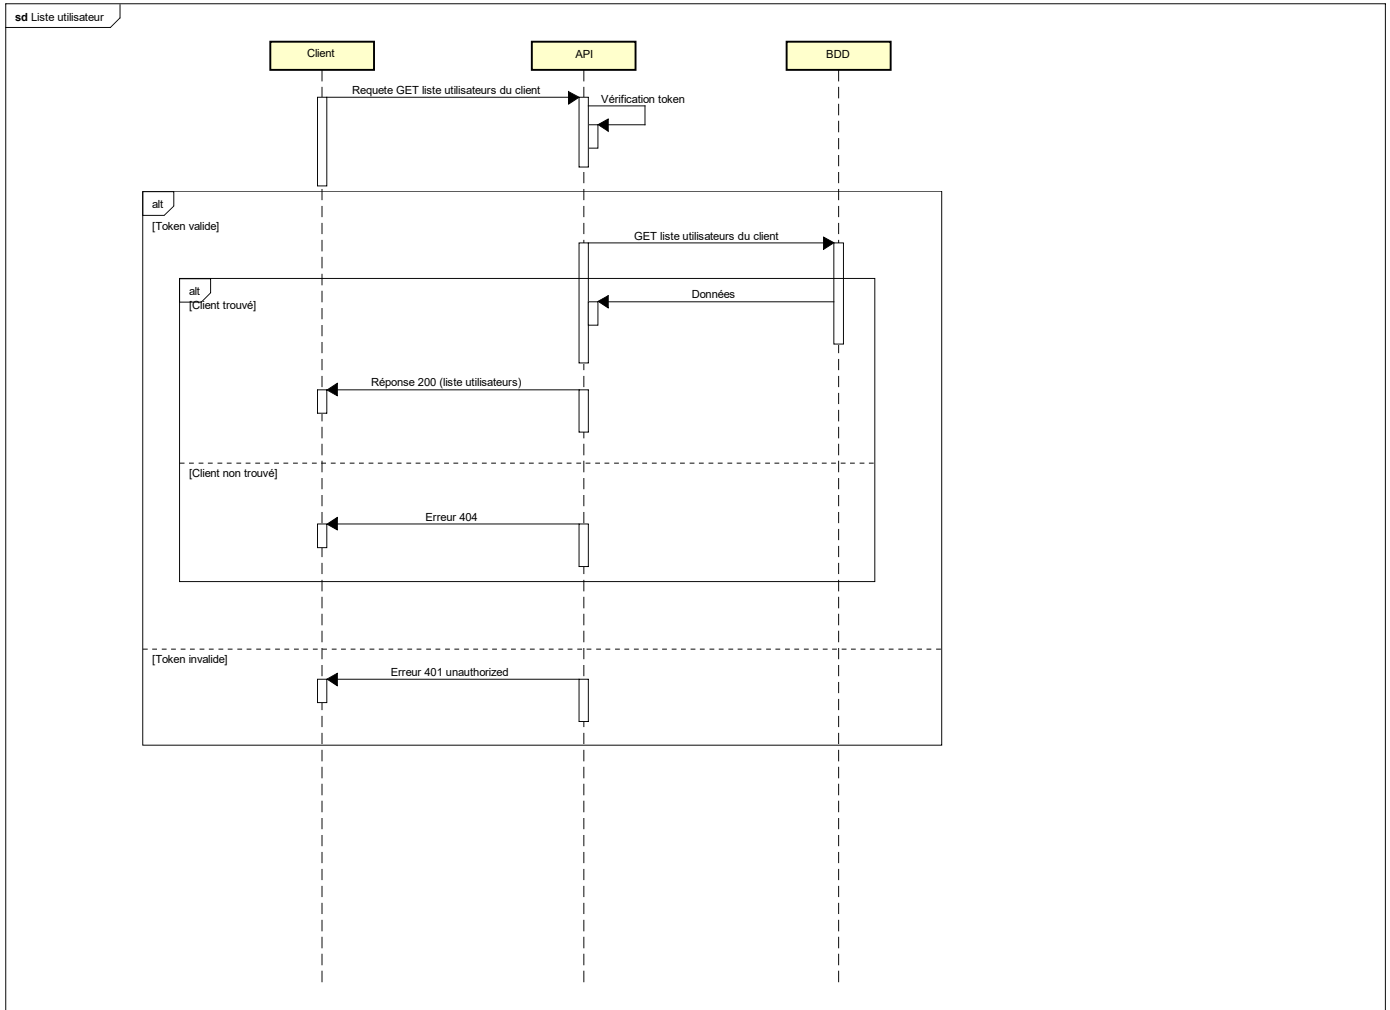 sd Liste utilisateur
Client
API
BDD
Requete GET liste utilisateurs du client
Vérification token
alt
[Token valide]
GET liste utilisateurs du client
alt
[Client trouvé]
Données
Réponse 200 (liste utilisateurs)
[Client non trouvé]
Erreur 404
[Token invalide]
Erreur 401 unauthorized